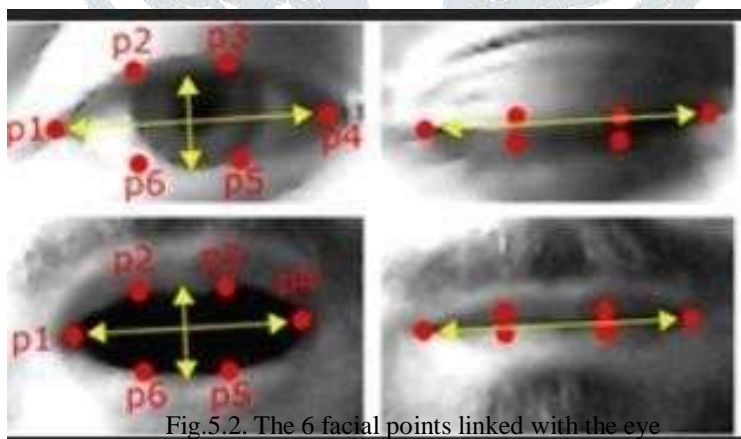 p2 p3
p1 p4
p6 p5
p2
p1
p6 p5
Fig.5.2. The 6 facial points linked with the eye